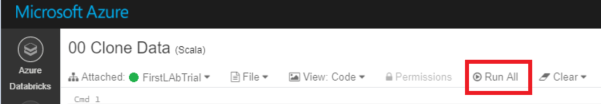 Microsoft Azure
00 Clone Data (Scala)
Azure
Databricks
Attached: FirstLAbTrial File View: Code Permissions Run All Clear
Cmd 1